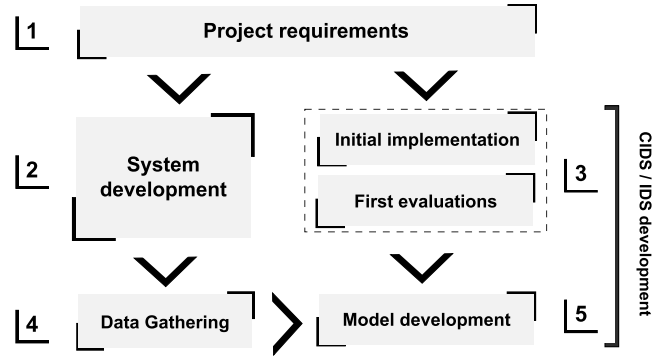 1
Project requirements
2
System
development
Initial implementation
First evaluations
3
4
Data Gathering
Model development
5
CIDS / IDS development